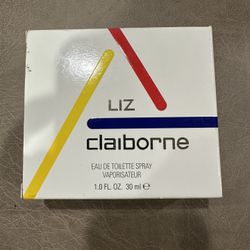 LIZ
claiborne
EAU DE TOILETTE SPRAY
VAPORISATEUR
1.0 FL. OZ. 30 ml ℮